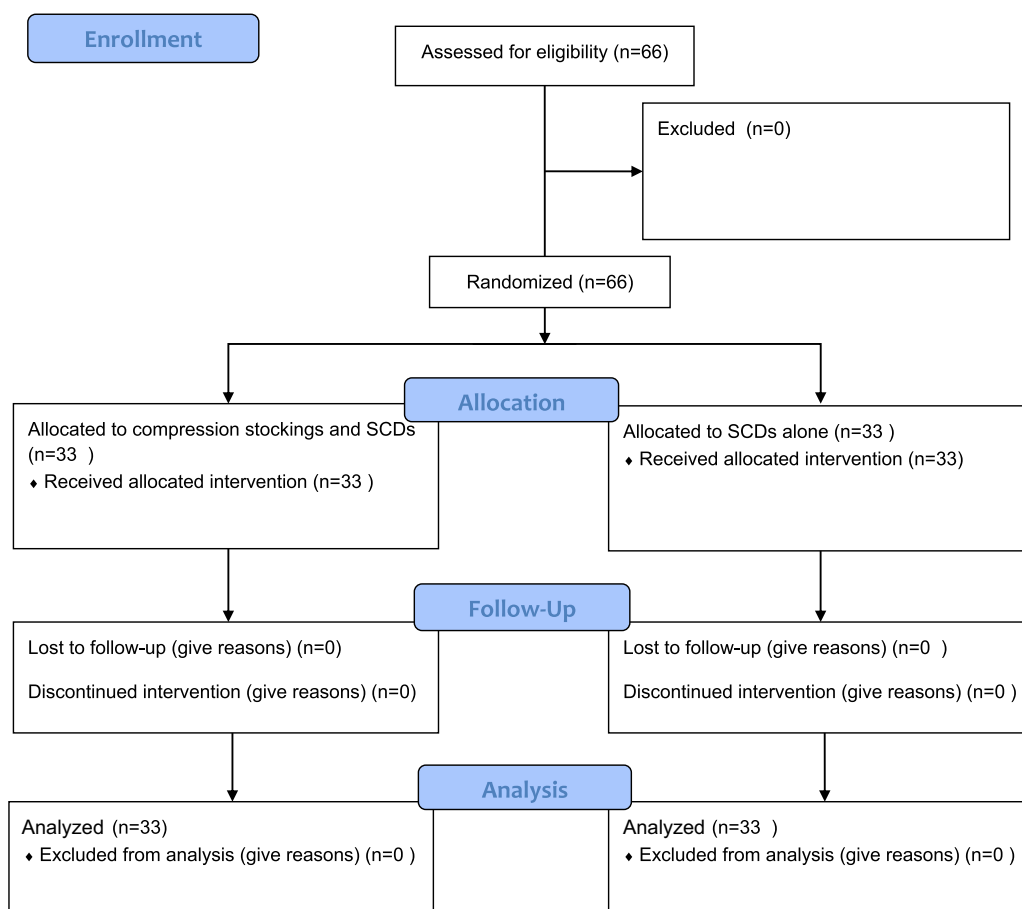 Enrollment
Assessed for eligibility (n=66)
Excluded (n=0)
Randomized (n=66)
Allocation
Allocated to compression stockings and SCDs
(n=33 )
♦ Received allocated intervention (n=33 )
Allocated to SCDs alone (n=33 )
♦ Received allocated intervention (n=33)
Follow-Up
Lost to follow-up (give reasons) (n=0)
Discontinued intervention (give reasons) (n=0)
Lost to follow-up (give reasons) (n=0 )
Discontinued intervention (give reasons) (n=0 )
Analysis
Analyzed (n=33)
♦ Excluded from analysis (give reasons) (n=0 )
Analyzed (n=33 )
♦ Excluded from analysis (give reasons) (n=0 )